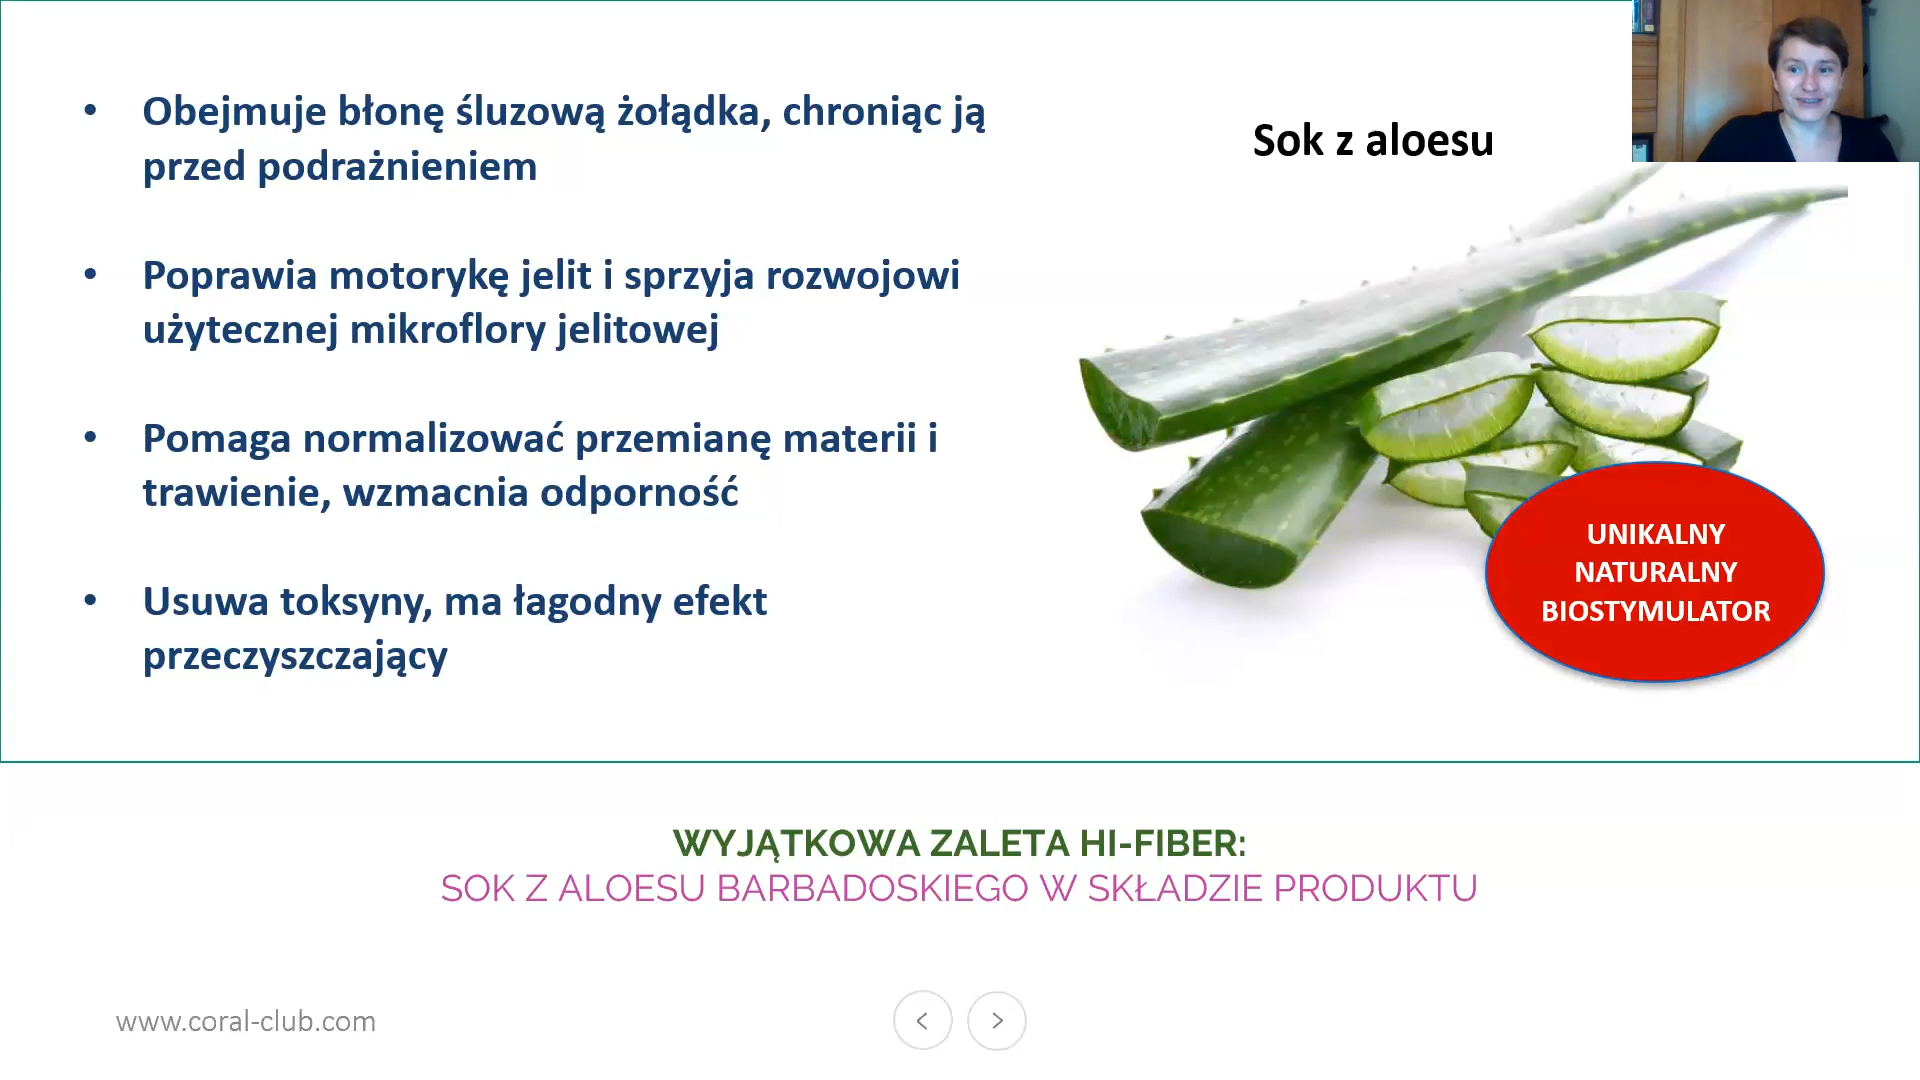 • Obejmuje błonę śluzową żołądka, chroniąc ją
przed podrażnieniem
• Poprawia motorykę jelit i sprzyja rozwojowi
użytecznej mikroflory jelitowej
• Pomaga normalizować przemianę materii i
trawienie, wzmacnia odporność
• Usuwa toksyny, ma łagodny efekt
przeczyszczający
Sok z aloesu
UNIKALNY
NATURALNY
BIOSTYMULATOR
WYJĄTKOWA ZALETA HI-FIBER:
SOK Z ALOESU BARBADOSKIEGO W SKŁADZIE PRODUKTU
www.coral-club.com